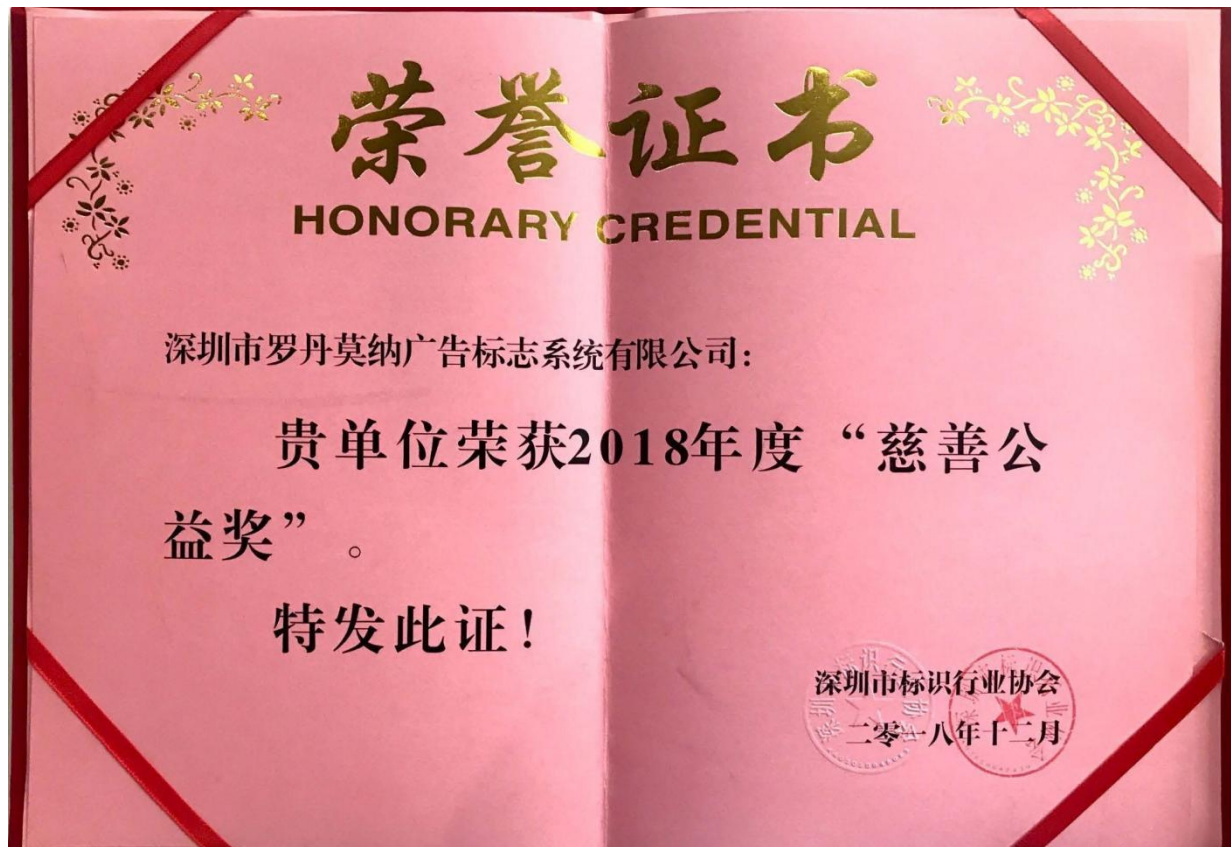 荣誉证书
HONORARY CREDENTIAL
深圳市罗丹莫纳广告标志系统有限公司：
贵单位荣获2018年度“慈善公
益奖”。
特发此证！
深圳市标识行业协会
二零一八年十二月